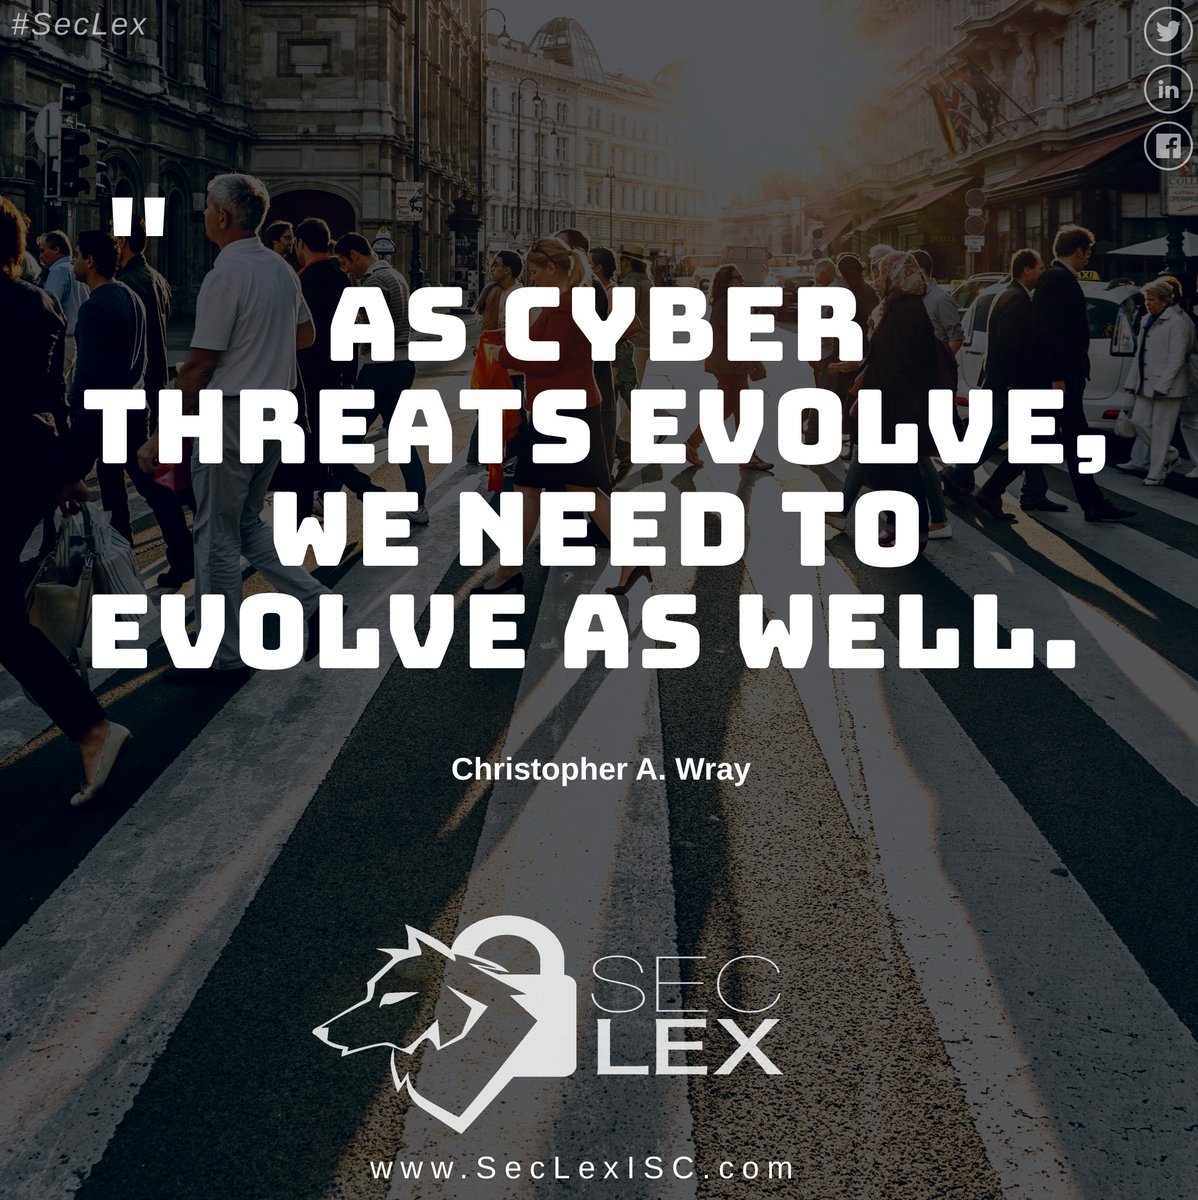 #SecLex
"
AS CYBER
THREATS EVOLVE,
WE NEED TO
EVOLVE AS WELL.
Christopher A. Wray
SEC
LEX
www.SecLexISC.com
in
TAXI